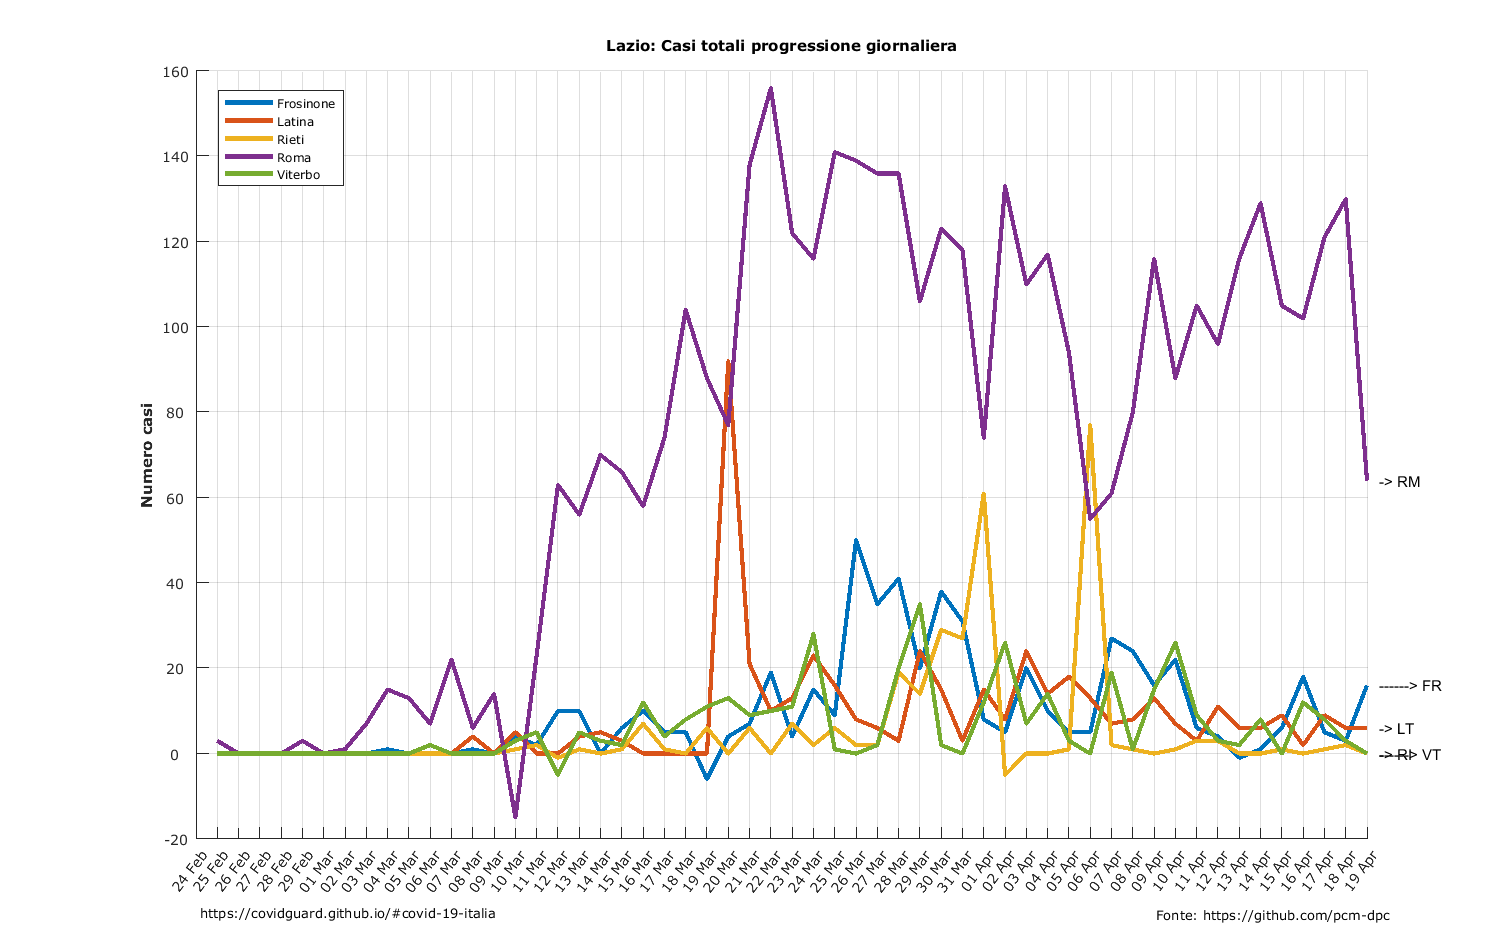 Lazio: Casi totali progressione giornaliera
Numero casi
160
140
120
100
80
60
40
20
0
-20
Frosinone
Latina
Rieti
Roma
Viterbo
-> RM
------> FR
-> LT
-> RI
------> VT
24 Feb
25 Feb
26 Feb
27 Feb
28 Feb
29 Feb
01 Mar
02 Mar
03 Mar
04 Mar
05 Mar
06 Mar
07 Mar
08 Mar
09 Mar
10 Mar
11 Mar
12 Mar
13 Mar
14 Mar
15 Mar
16 Mar
17 Mar
18 Mar
19 Mar
20 Mar
21 Mar
22 Mar
23 Mar
24 Mar
25 Mar
26 Mar
27 Mar
28 Mar
29 Mar
30 Mar
31 Mar
01 Apr
02 Apr
03 Apr
04 Apr
05 Apr
06 Apr
07 Apr
08 Apr
09 Apr
10 Apr
11 Apr
12 Apr
13 Apr
14 Apr
15 Apr
16 Apr
17 Apr
18 Apr
19 Apr
https://covidguard.github.io/#covid-19-italia
Fonte: https://github.com/pcm-dpc